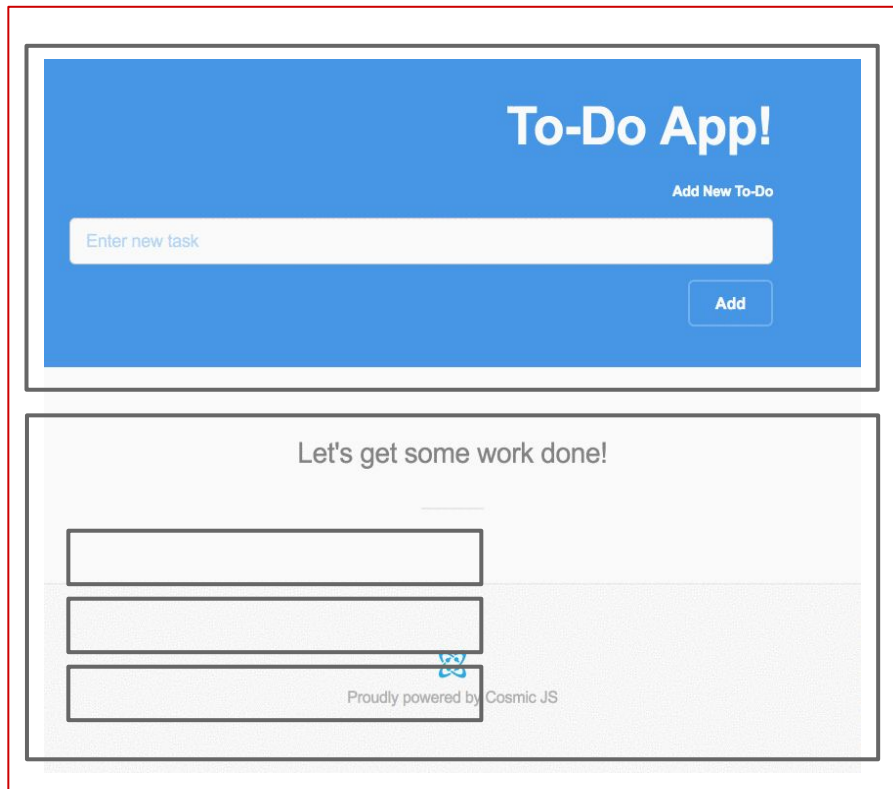 To-Do App!
Add New To-Do
Enter new task
Add
Let's get some work done!
Proudly powered by Cosmic JS